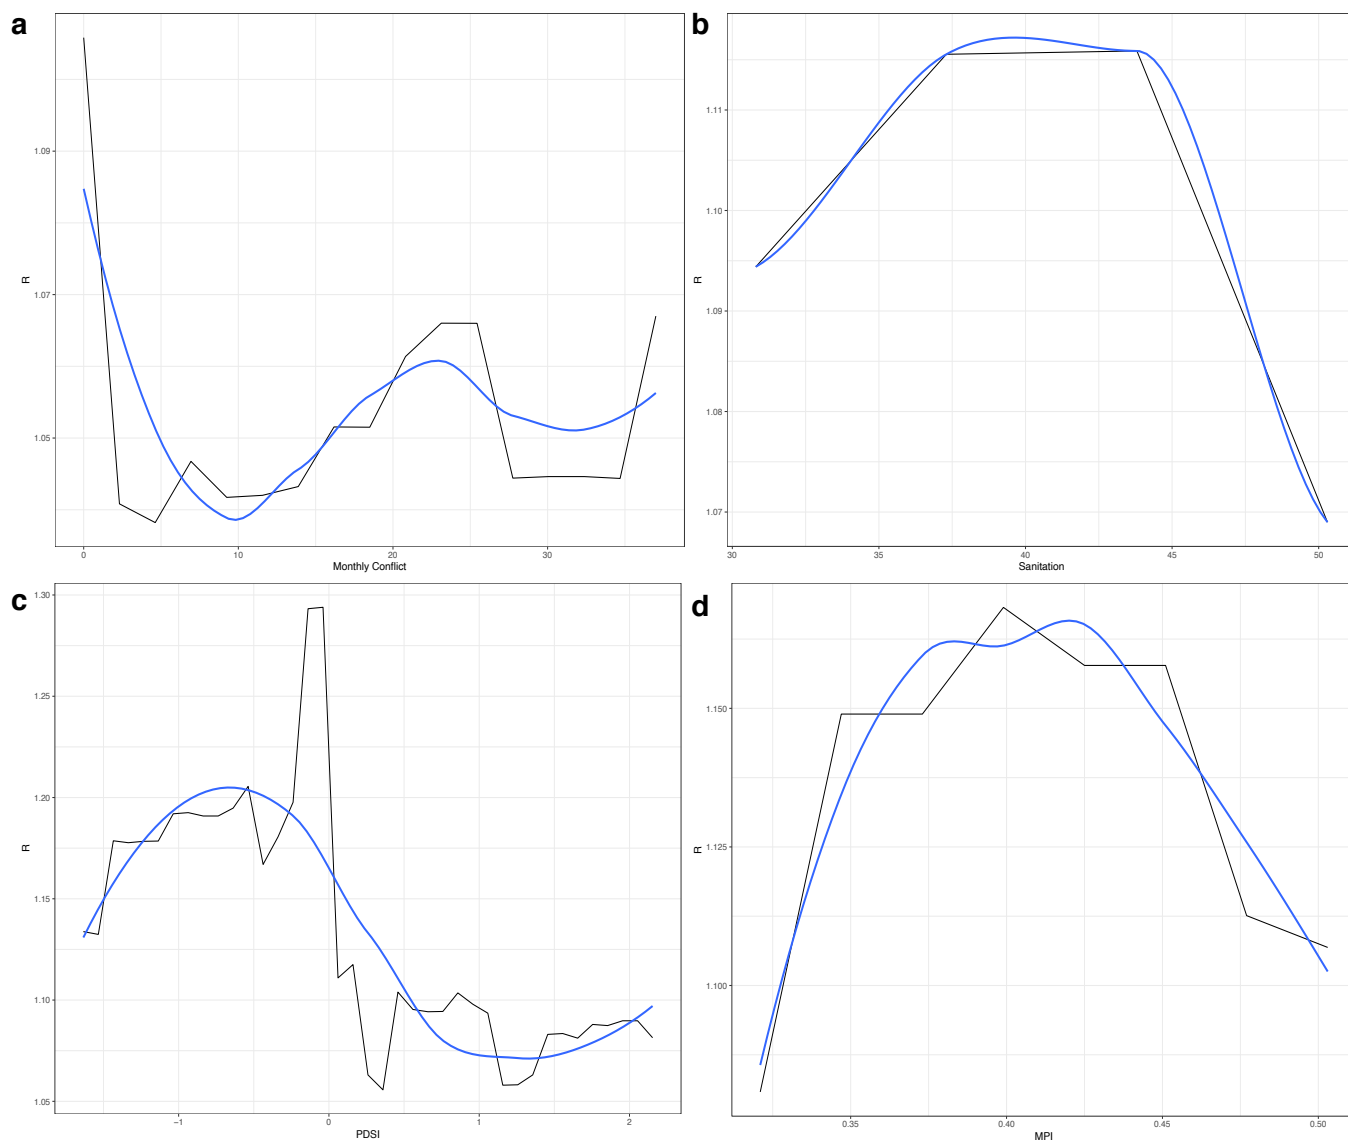 a
1.09
1.07
1.05
R
0 10 20 30
Monthly Conflict
b
1.11
1.10
1.09
1.08
1.07
R
30 35 40 45 50
Sanitation
c
1.30
1.25
1.20
1.15
1.10
1.05
R
−1 0 1 2
PDSI
d
1.150
1.125
1.100
R
0.35 0.40 0.45 0.50
MPI